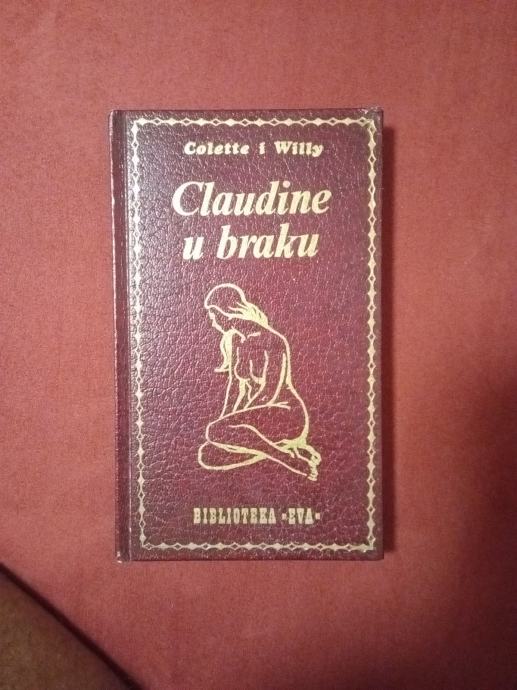 Colette i Willy
Claudine
u braku
BIBLIOTEKA »EVA«